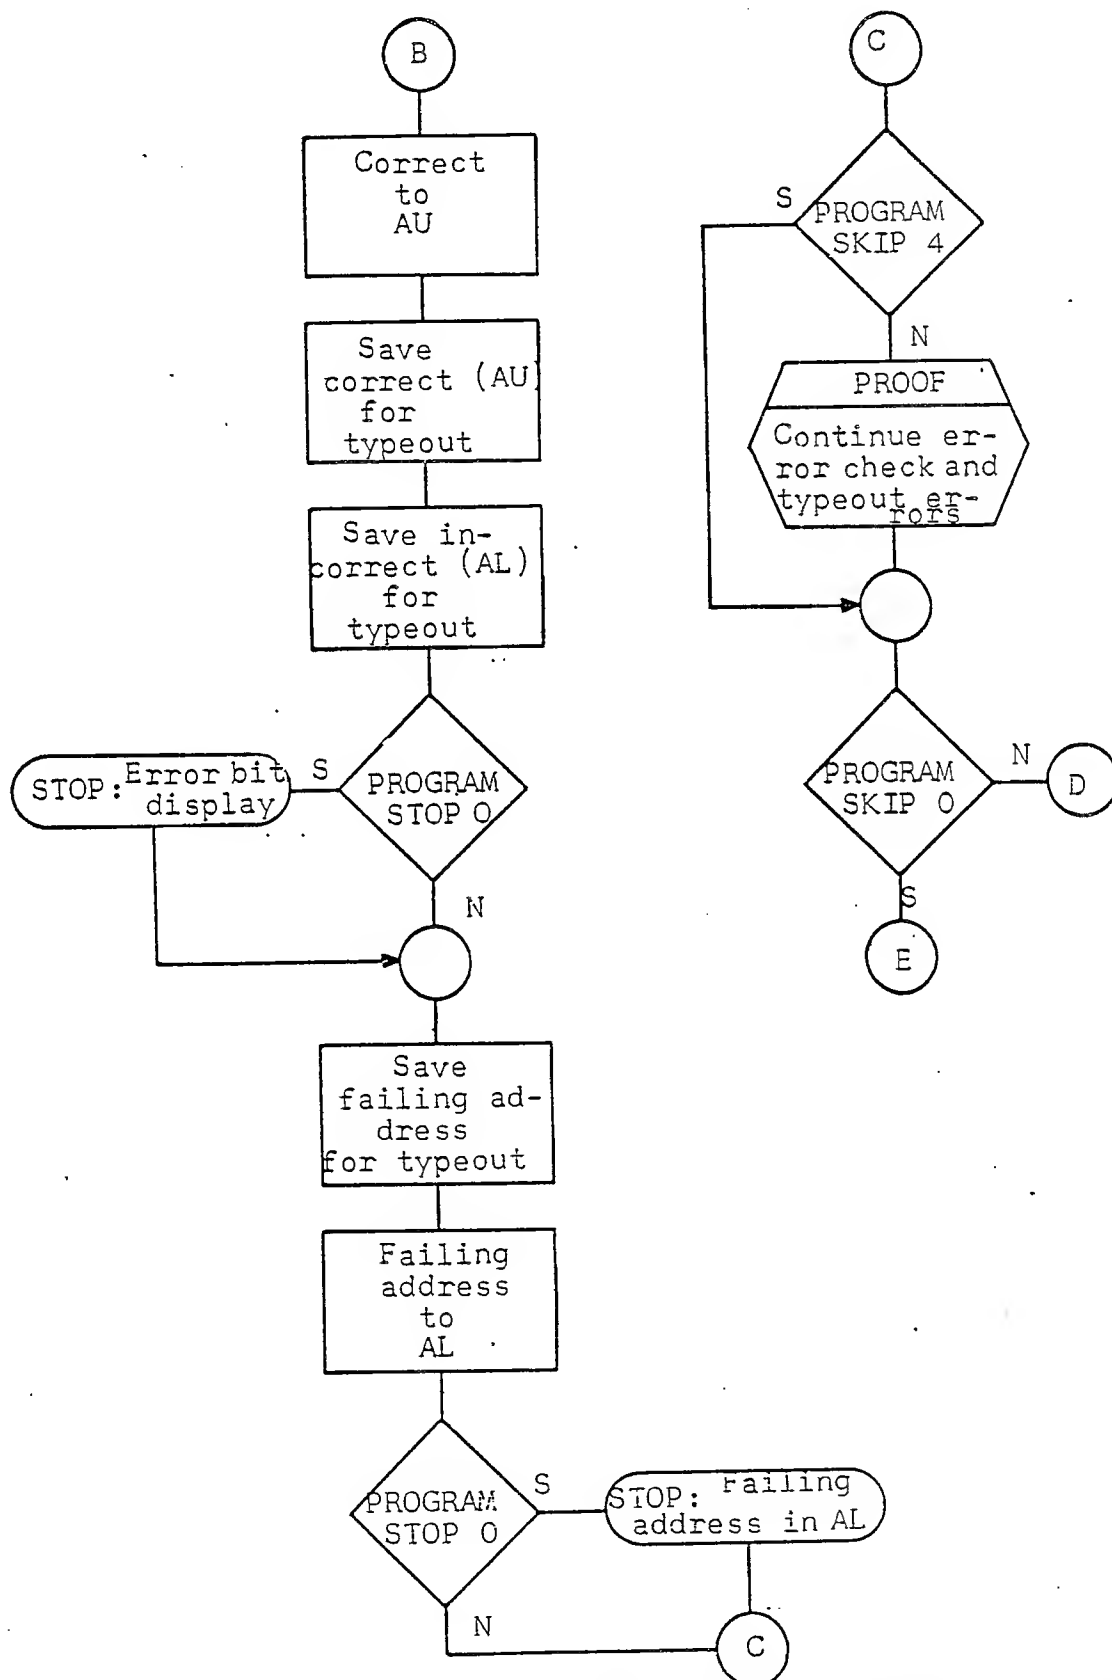 B
Correct
to
AU
Save
correct (AU)
for
typeout
Save in-
correct (AL)
for
typeout
S
PROGRAM
STOP 0
STOP: Error bit
display
N
Save
failing ad-
dress
for typeout
Failing
address
to
AL
PROGRAM
STOP 0
S
STOP: Failing
address in AL
N
C
C
S
PROGRAM
SKIP 4
N
PROOF
Continue er-
ror check and
typeout er-
rors
PROGRAM
SKIP 0
N
D
S
E